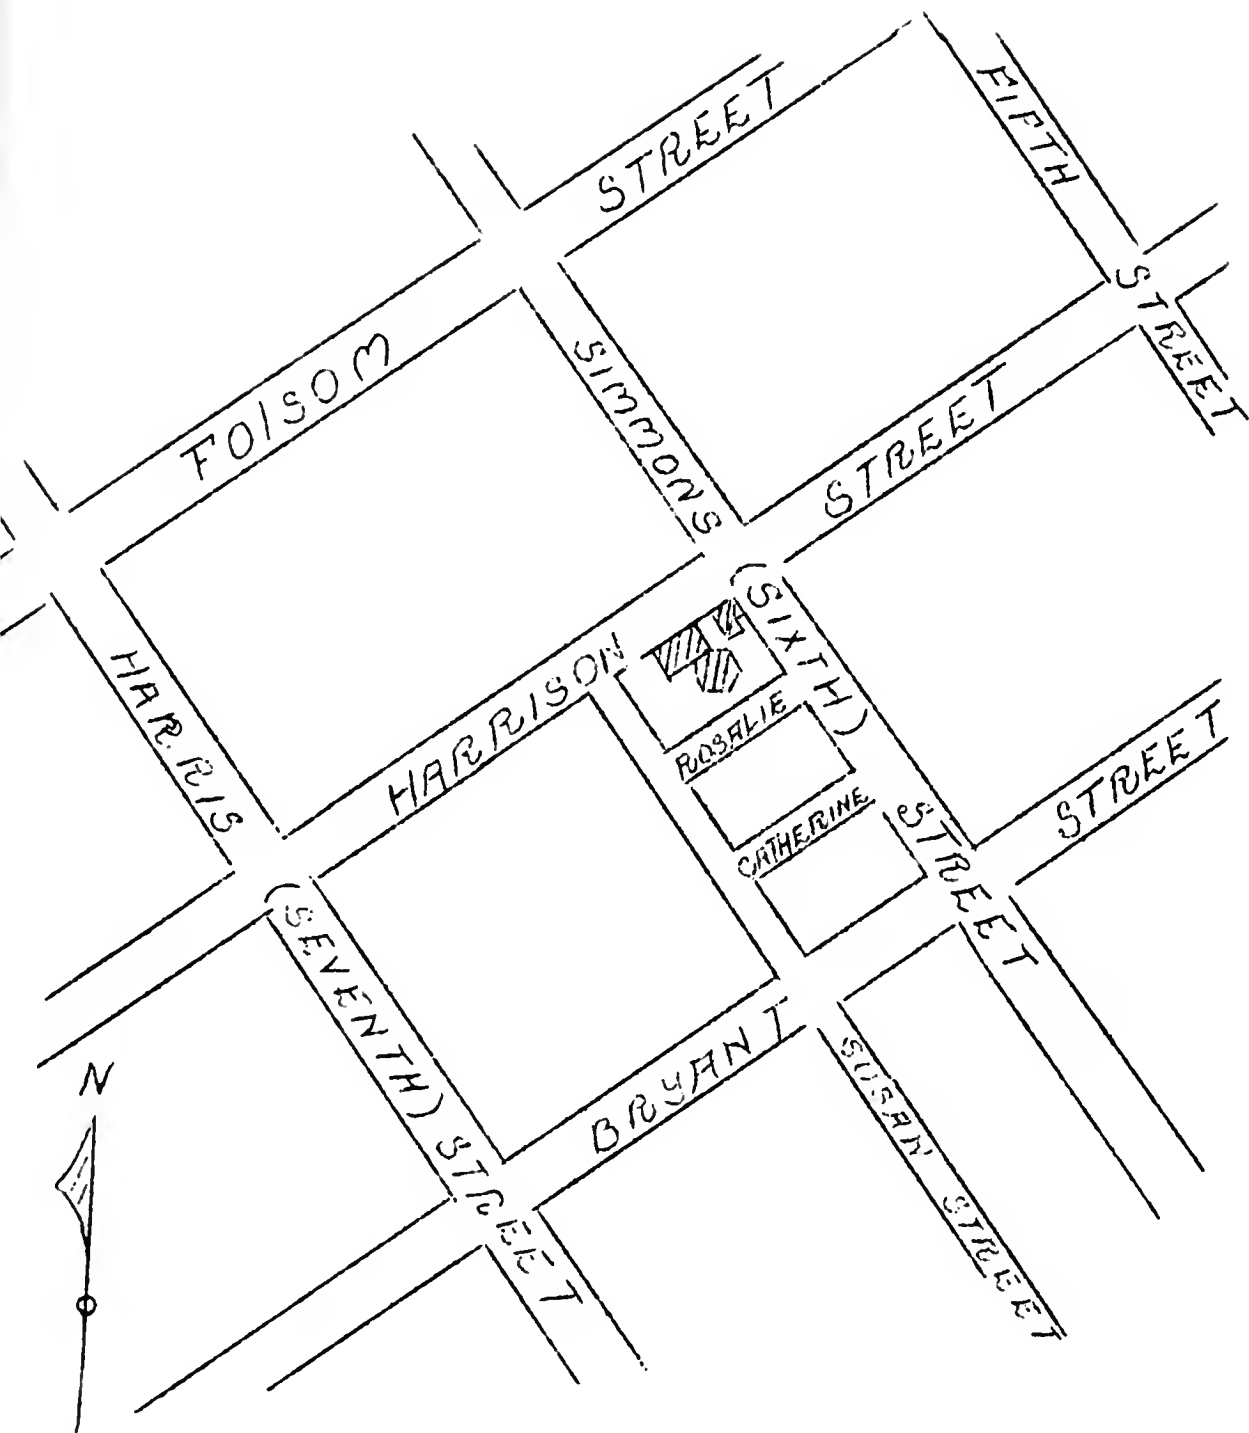 FIFTH STREET
FOLSOM STREET
SIMMONS (SIXTH) STREET
HARRISON STREET
HARRIS (SEVENTH) STREET
ROSALIE
CATHERINE
BRYANT STREET
SUSAN STREET
N